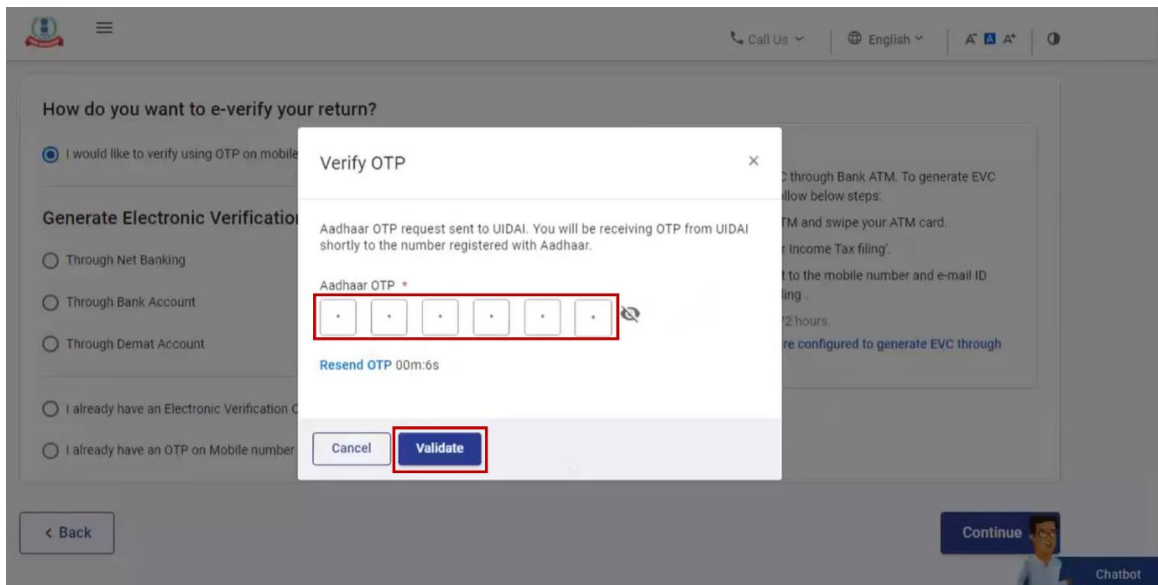 Call Us
English
A- A A+
How do you want to e-verify your return?
I would like to verify using OTP on mobile
Generate Electronic Verification
Through Net Banking
Through Bank Account
Through Demat Account
I already have an Electronic Verification
I already have an OTP on Mobile number
Verify OTP
×
Aadhaar OTP request sent to UIDAI. You will be receiving OTP from UIDAI
shortly to the number registered with Aadhaar.
Aadhaar OTP *
Resend OTP 00m:6s
Cancel
Validate
through Bank ATM. To generate EVC
below steps:
and swipe your ATM card.
Income Tax filing'.
to the mobile number and e-mail ID
hours.
configured to generate EVC through
< Back
Continue
Chatbot